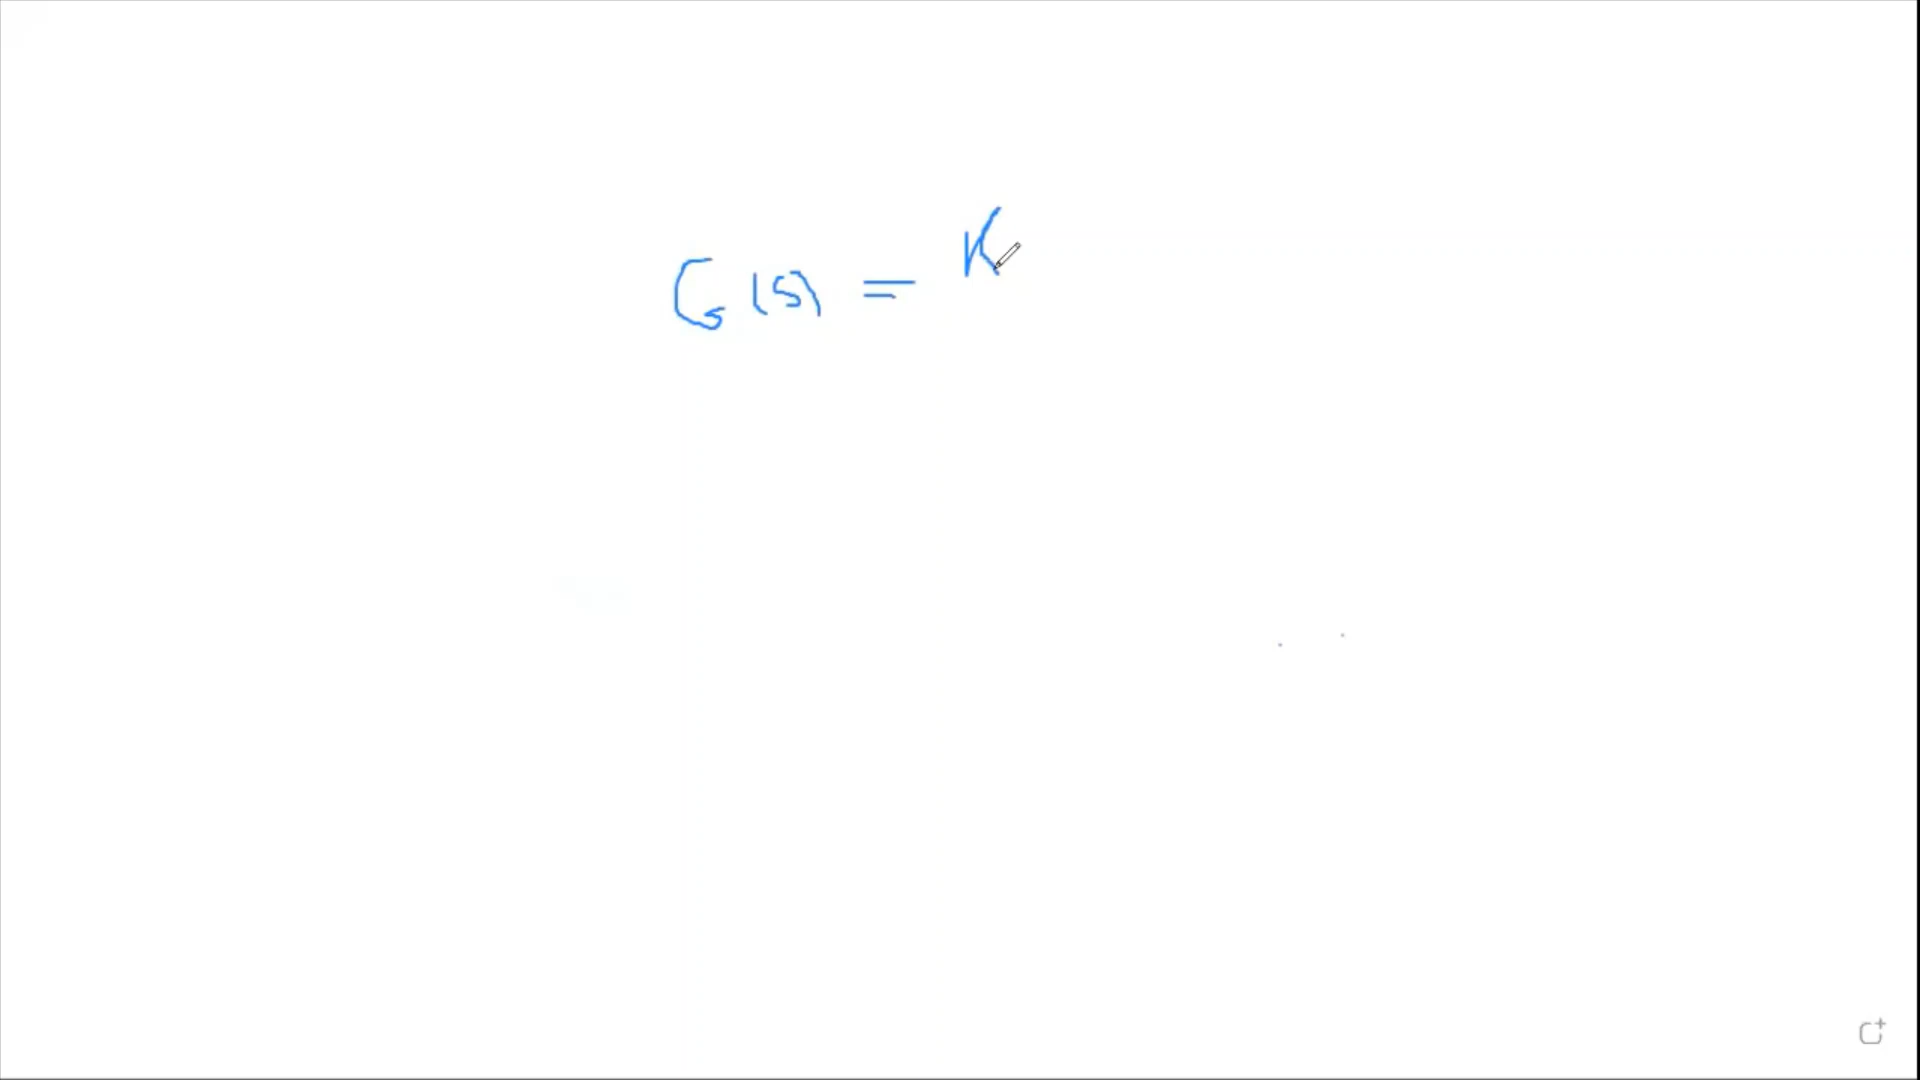 G(s) = K